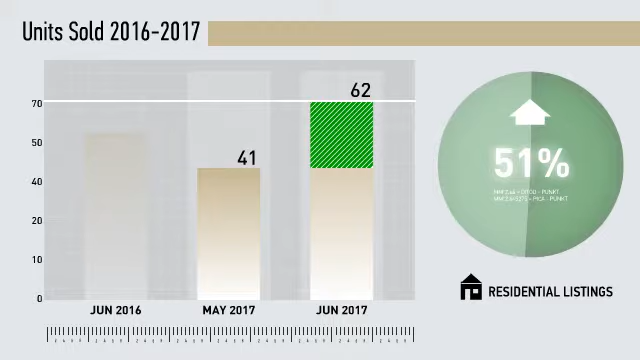 Units Sold 2016-2017
62
70
51%
50
41
40
20
10
0
JUN 2016
MAY 2017
JUN 2017
RESIDENTIAL LISTINGS